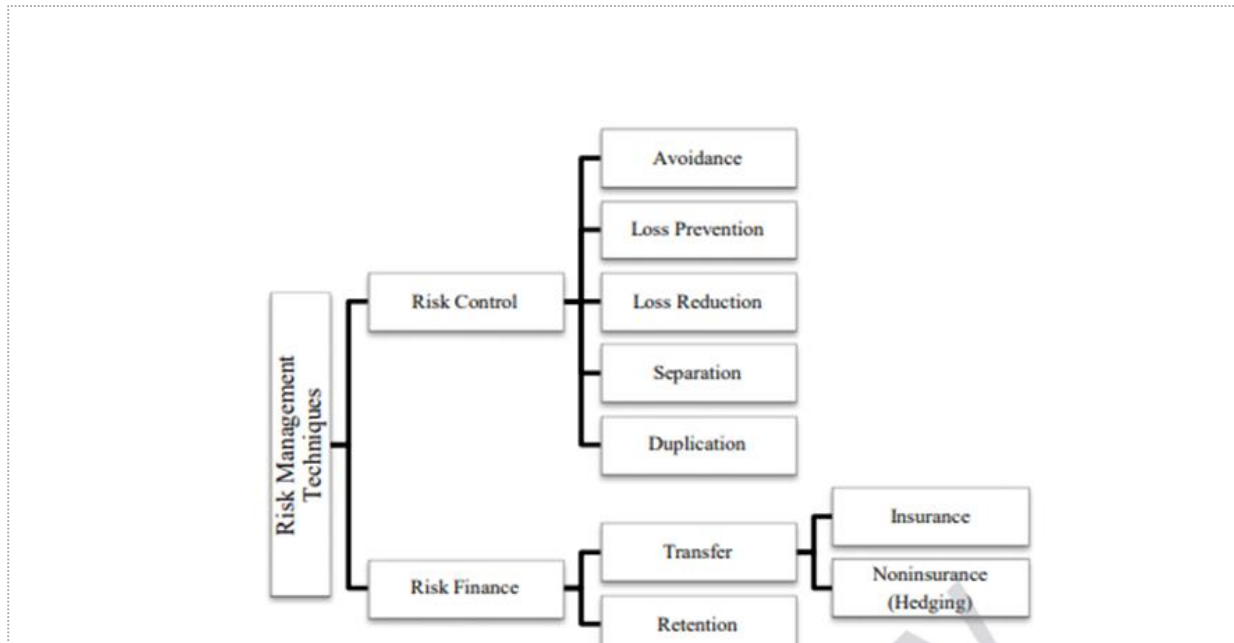 Avoidance
Loss Prevention
Risk Control
Loss Reduction
Separation
Duplication
Risk Management
Techniques
Insurance
Transfer
Noninsurance
(Hedging)
Risk Finance
Retention